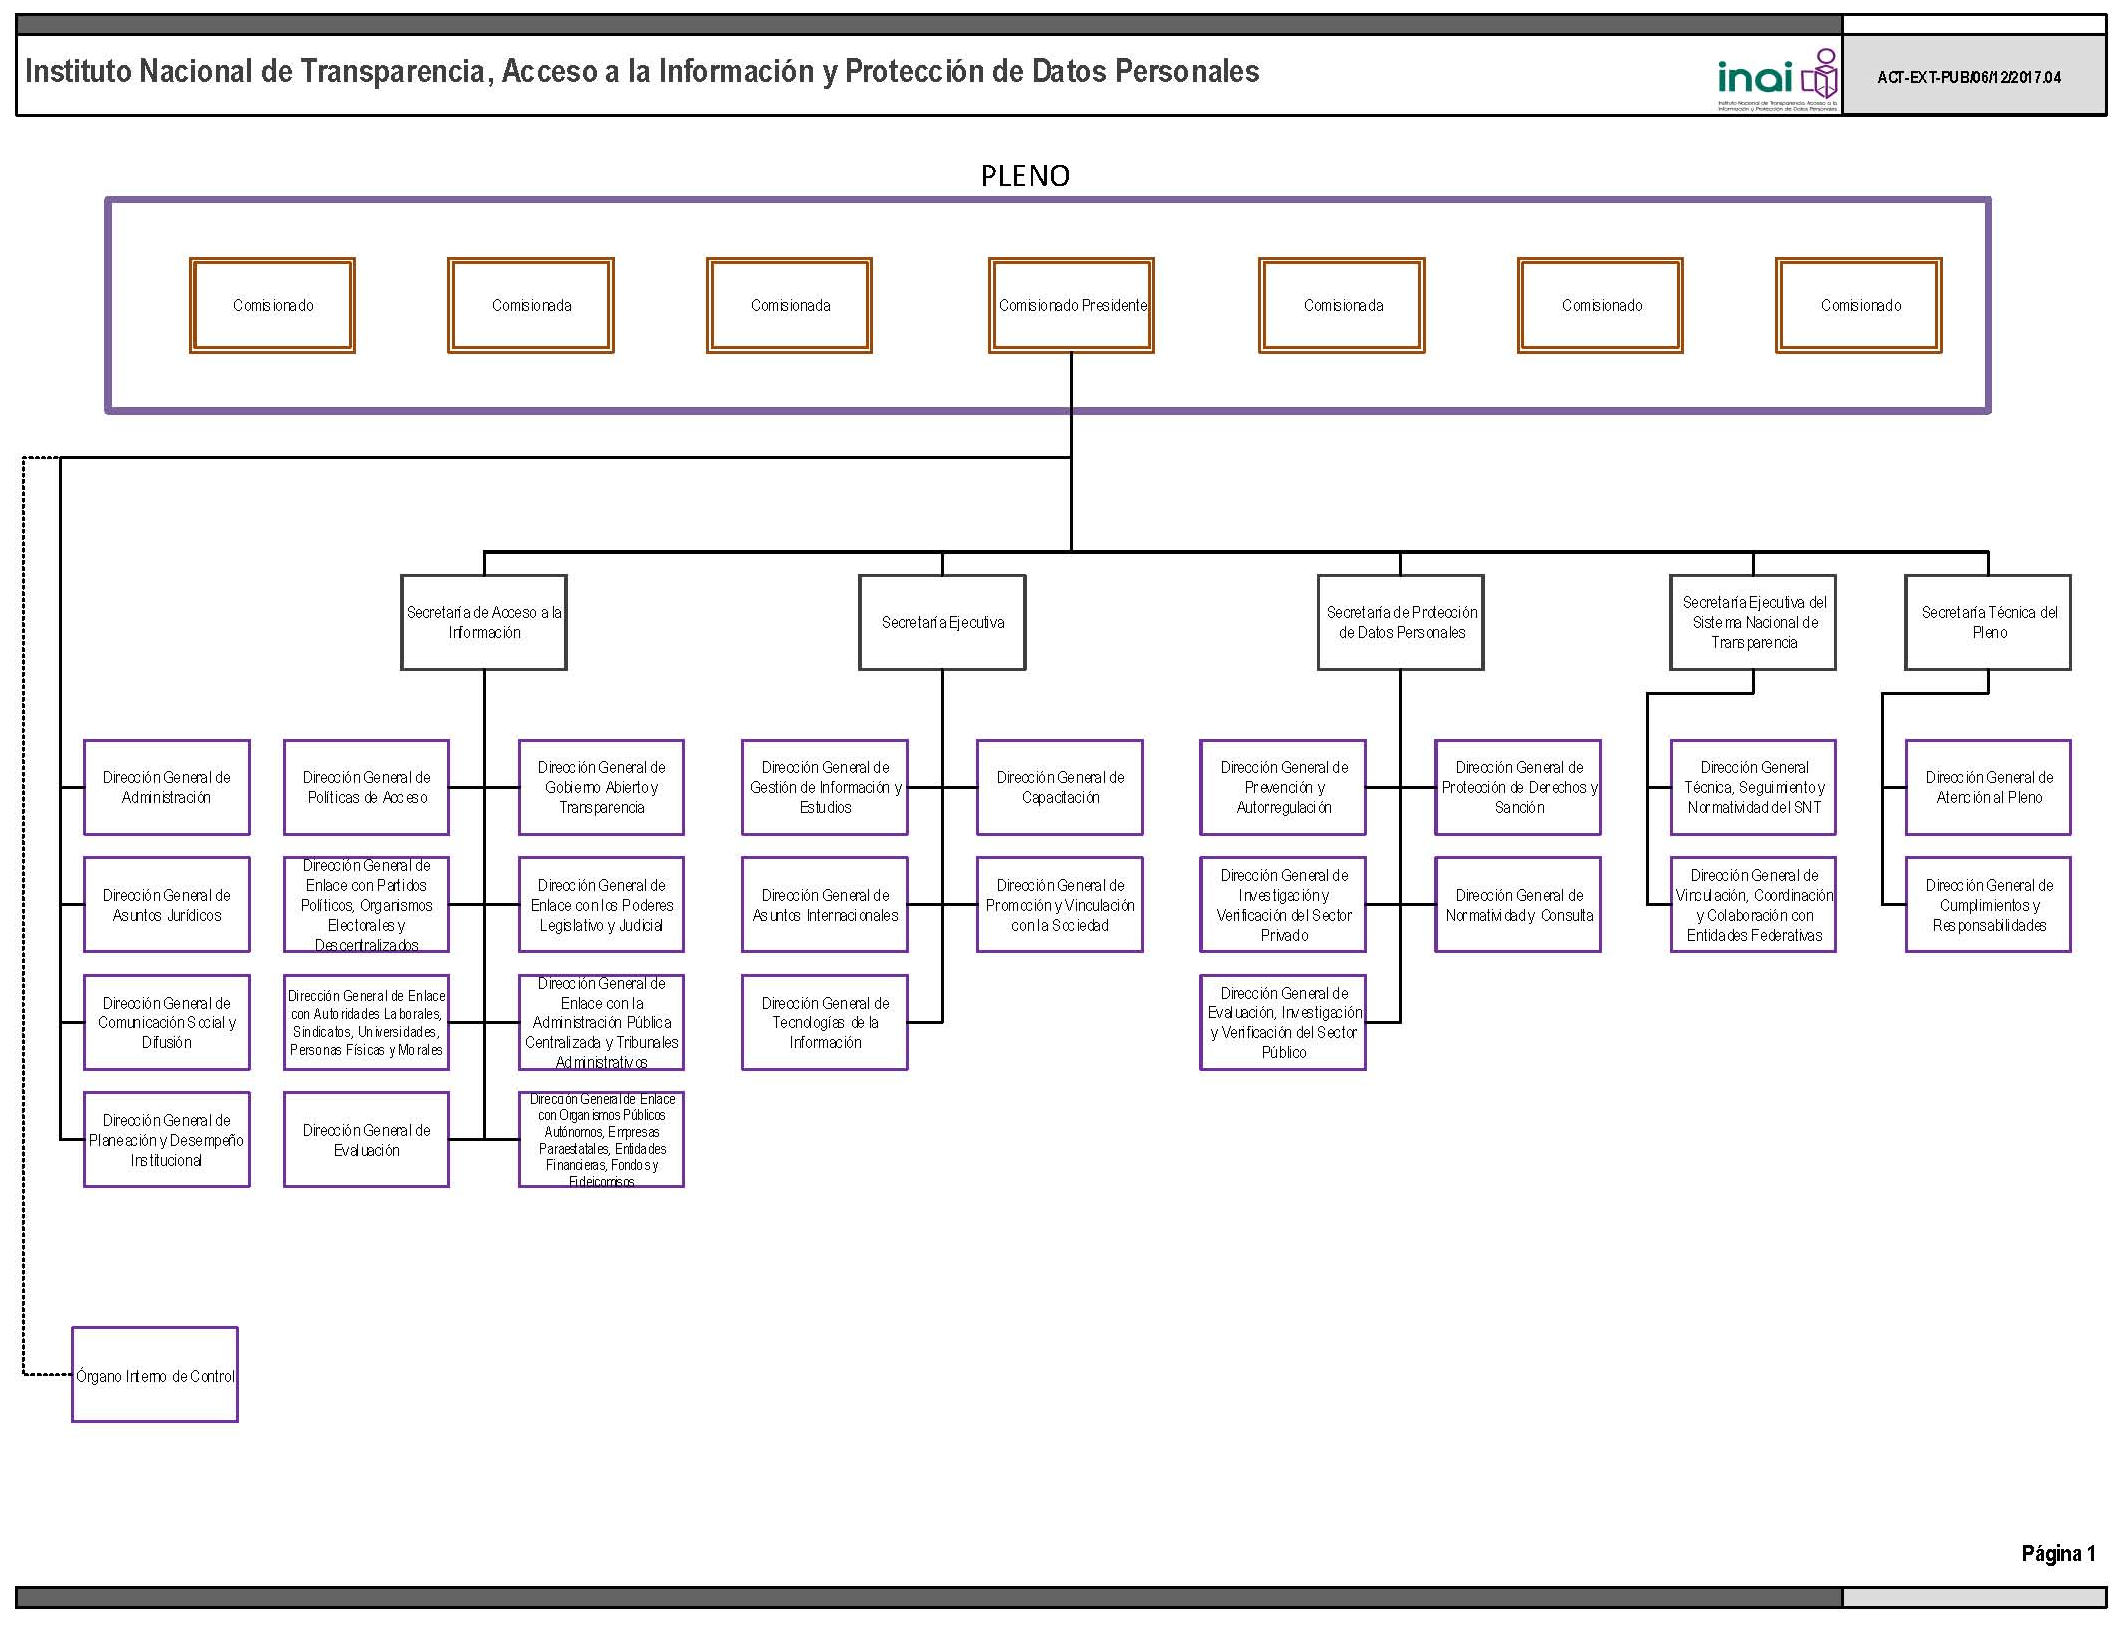 Instituto Nacional de Transparencia, Acceso a la Información y Protección de Datos Personales
inai
Instituto Nacional de Transparencia, Acceso a la
Información y Protección de Datos Personales
ACT-EXT-PUB/06/12/2017.04
PLENO
Comisionado
Comisionada
Comisionada
Comisionado Presidente
Comisionada
Comisionado
Comisionado
Secretaría de Acceso a la
Información
Secretaría Ejecutiva
Secretaría de Protección
de Datos Personales
Secretaría Ejecutiva del
Sistema Nacional de
Transparencia
Secretaría Técnica del
Pleno
Dirección General de
Administración
Dirección General de
Políticas de Acceso
Dirección General de
Gobierno Abierto y
Transparencia
Dirección General de
Gestión de Información y
Estudios
Dirección General de
Capacitación
Dirección General de
Prevención y
Autorregulación
Dirección General de
Protección de Derechos y
Sanción
Dirección General
Técnica, Seguimiento y
Normatividad del SNT
Dirección General de
Atención al Pleno
Dirección General de
Asuntos Jurídicos
Dirección General de
Enlace con Partidos
Políticos, Organismos
Electorales y
Descentralizados
Dirección General de
Enlace con los Poderes
Legislativo y Judicial
Dirección General de
Asuntos Internacionales
Dirección General de
Promoción y Vinculación
con la Sociedad
Dirección General de
Investigación y
Verificación del Sector
Privado
Dirección General de
Normatividad y Consulta
Dirección General de
Vinculación, Coordinación
y Colaboración con
Entidades Federativas
Dirección General de
Cumplimientos y
Responsabilidades
Dirección General de
Comunicación Social y
Difusión
Dirección General de Enlace
con Autoridades Laborales,
Sindicatos, Universidades,
Personas Físicas y Morales
Dirección General de
Enlace con la
Administración Pública
Centralizada y Tribunales
Administrativos
Dirección General de
Tecnologías de la
Información
Dirección General de
Evaluación, Investigación
y Verificación del Sector
Público
Dirección General de
Planeación y Desempeño
Institucional
Dirección General de
Evaluación
Dirección General de Enlace
con Organismos Públicos
Autónomos, Empresas
Paraestatales, Entidades
Financieras, Fondos y
Fideicomisos
Órgano Interno de Control
Página 1